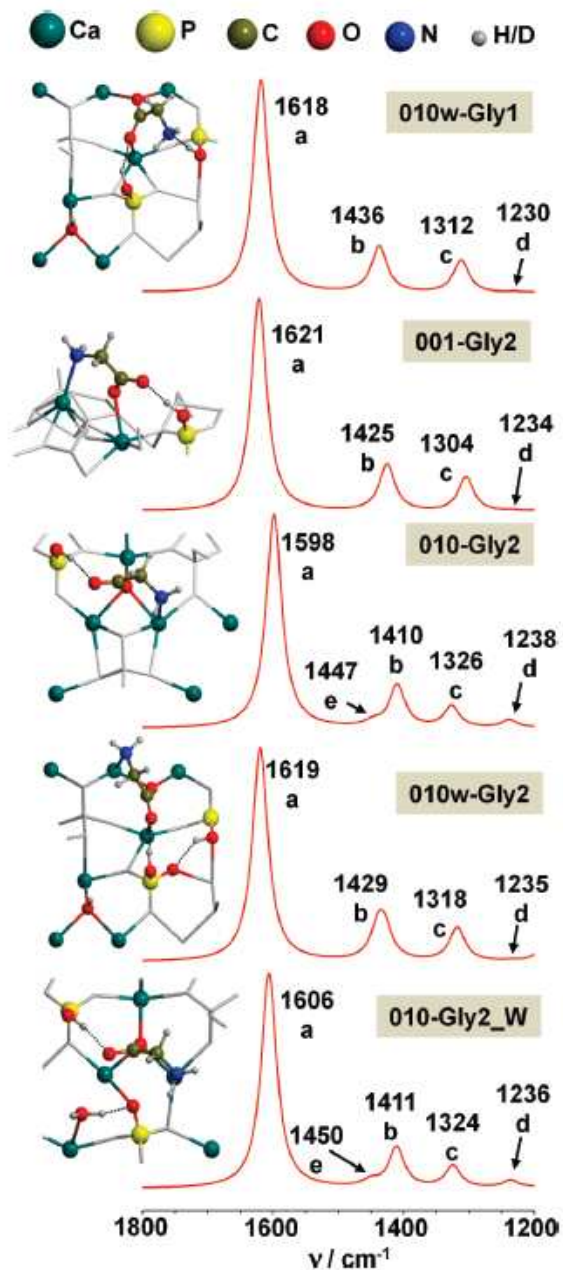 Ca P C O N H/D
1618
a
010w-Gly1
1436
b
1312
c
1230
d
1621
a
001-Gly2
1425
b
1304
c
1234
d
1598
a
010-Gly2
1447
e
1410
b
1326
c
1238
d
1619
a
010w-Gly2
1429
b
1318
c
1235
d
1606
a
010-Gly2_W
1450
e
1411
b
1324
c
1236
d
1800 1600 1400 1200
ν / cm-1